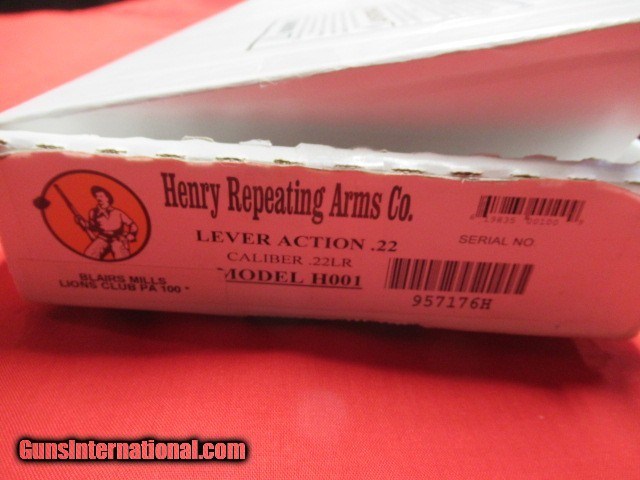 Henry Repeating Arms Co.
LEVER ACTION .22
CALIBER .22LR
MODEL H001
SERIAL NO
957176H
BLAIRS MILLS
LIONS CLUB PA 100
GunsInternational.com